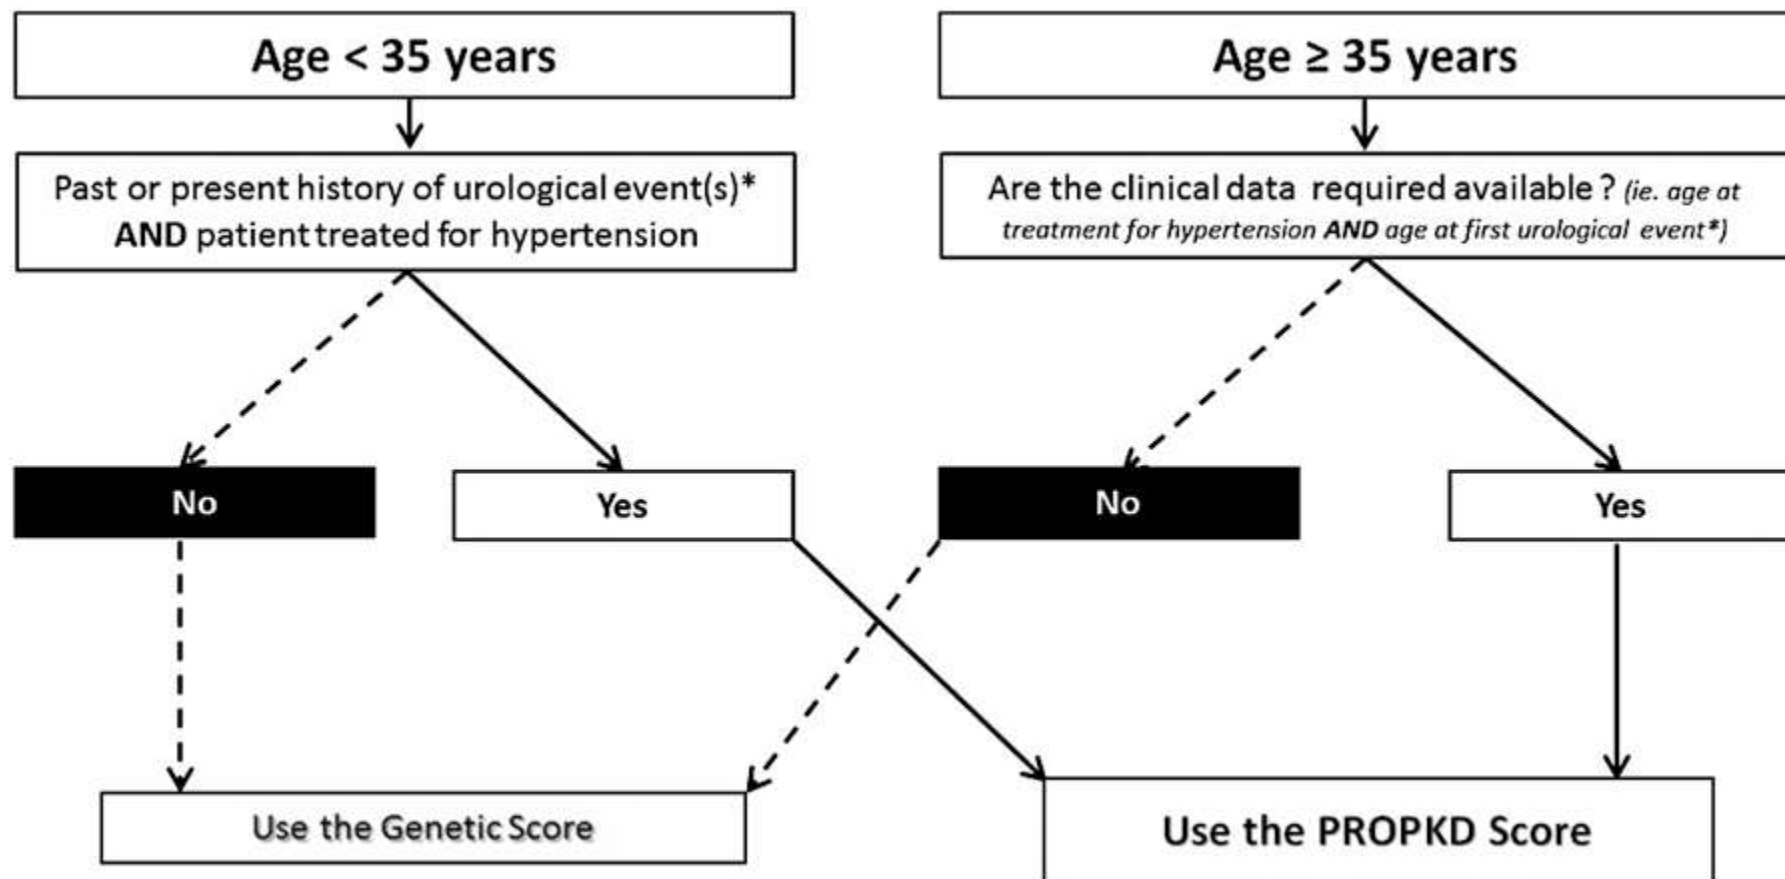 Age < 35 years
Age ≥ 35 years
Past or present history of urological event(s)*
AND patient treated for hypertension
Are the clinical data required available ? (ie. age at
treatment for hypertension AND age at first urological event*)
No
Yes
No
Yes
Use the Genetic Score
Use the PROPKD Score